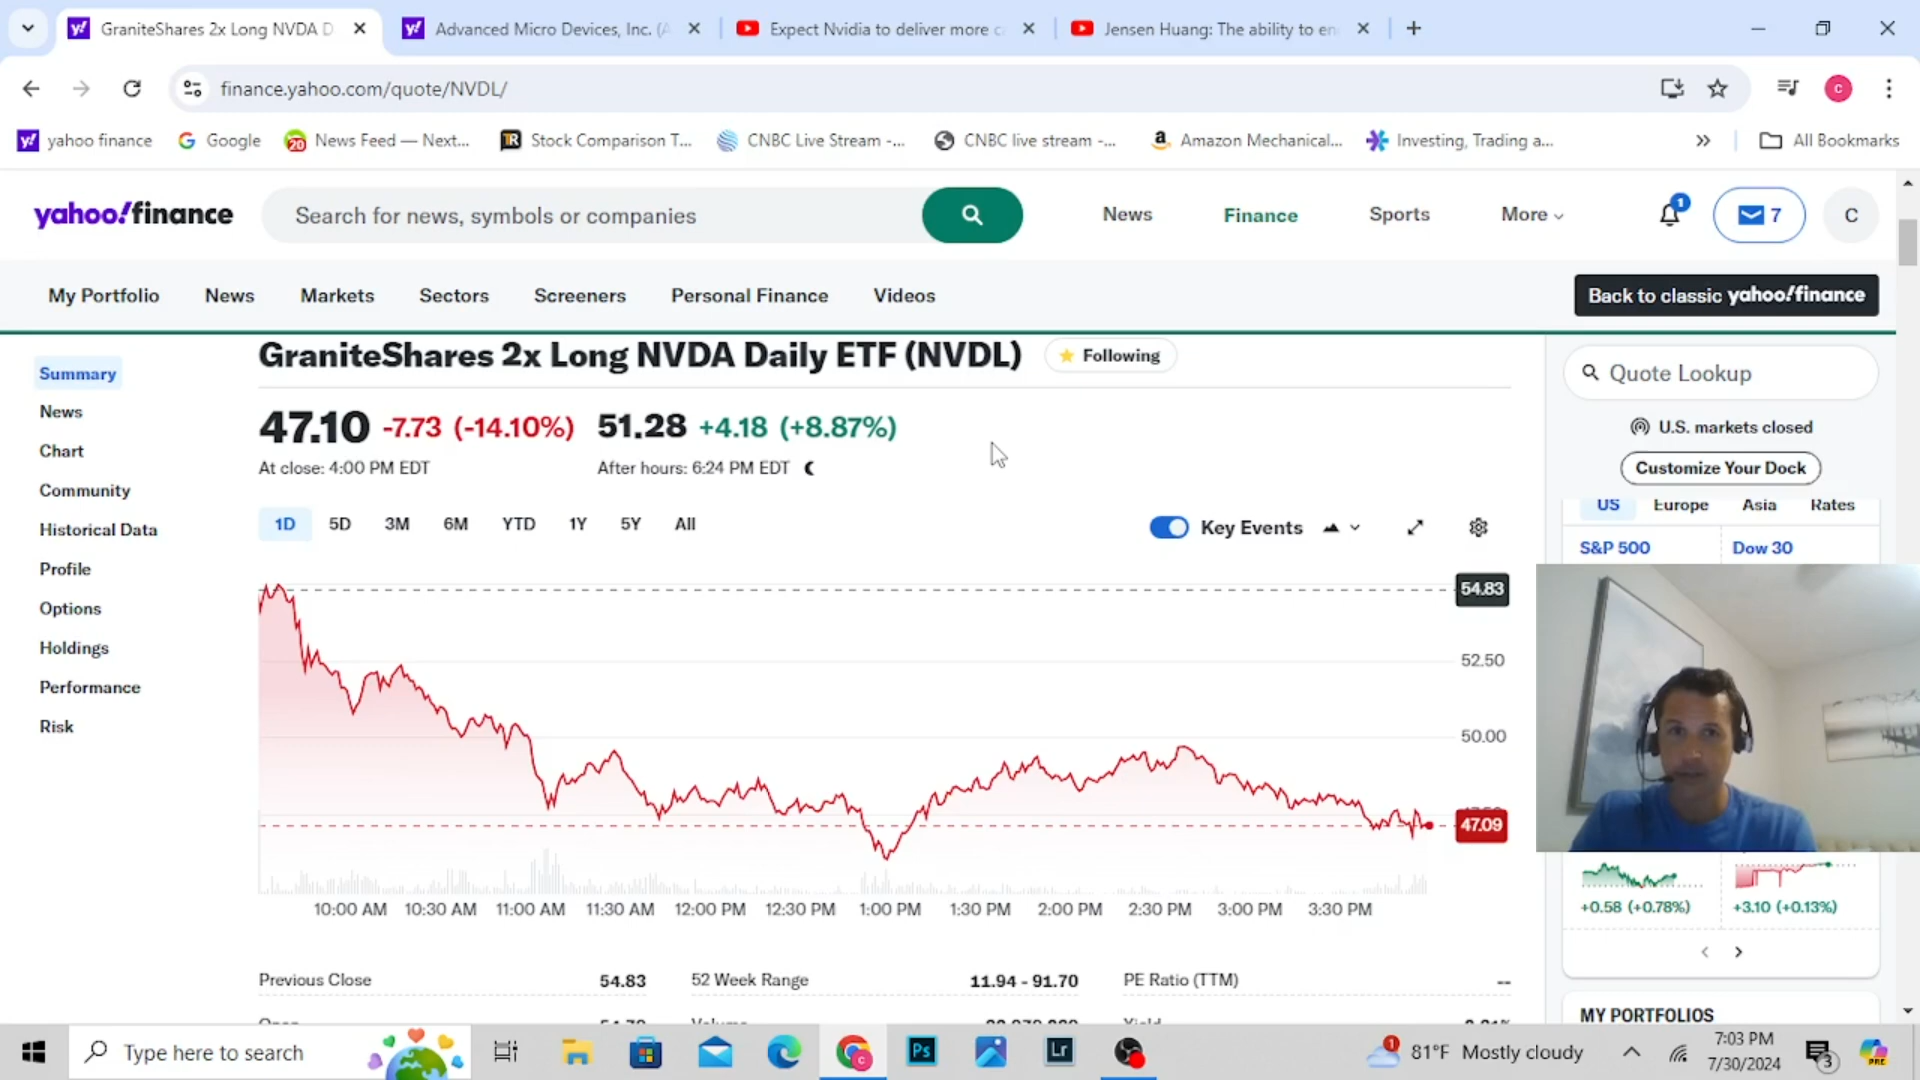 GraniteShares 2x Long NVDA D
Advanced Micro Devices, Inc. (A
Expect Nvidia to deliver more c
Jensen Huang: The ability to en
finance.yahoo.com/quote/NVDL/
C
yahoo finance
Google
News Feed — Next...
Stock Comparison T...
CNBC Live Stream -...
CNBC live stream -...
Amazon Mechanical...
Investing, Trading a...
All Bookmarks
yahoo!finance
Search for news, symbols or companies
News
Finance
Sports
More
1
7
C
My Portfolio
News
Markets
Sectors
Screeners
Personal Finance
Videos
Back to classic yahoo!finance
Summary
News
Chart
Community
Historical Data
Profile
Options
Holdings
Performance
Risk
GraniteShares 2x Long NVDA Daily ETF (NVDL)
Following
47.10 -7.73 (-14.10%)
51.28 +4.18 (+8.87%)
At close: 4:00 PM EDT
After hours: 6:24 PM EDT
1D 5D 3M 6M YTD 1Y 5Y All
Key Events
54.83
52.50
50.00
47.09
10:00 AM 10:30 AM 11:00 AM 11:30 AM 12:00 PM 12:30 PM 1:00 PM 1:30 PM 2:00 PM 2:30 PM 3:00 PM 3:30 PM
Previous Close 54.83
52 Week Range 11.94 - 91.70
PE Ratio (TTM) --
Quote Lookup
U.S. markets closed
Customize Your Dock
US Europe Asia Rates
S&P 500
Dow 30
+0.58 (+0.78%)
+3.10 (+0.13%)
MY PORTFOLIOS
Type here to search
Ps
Lr
1
81°F Mostly cloudy
7:03 PM
7/30/2024
3
PRE